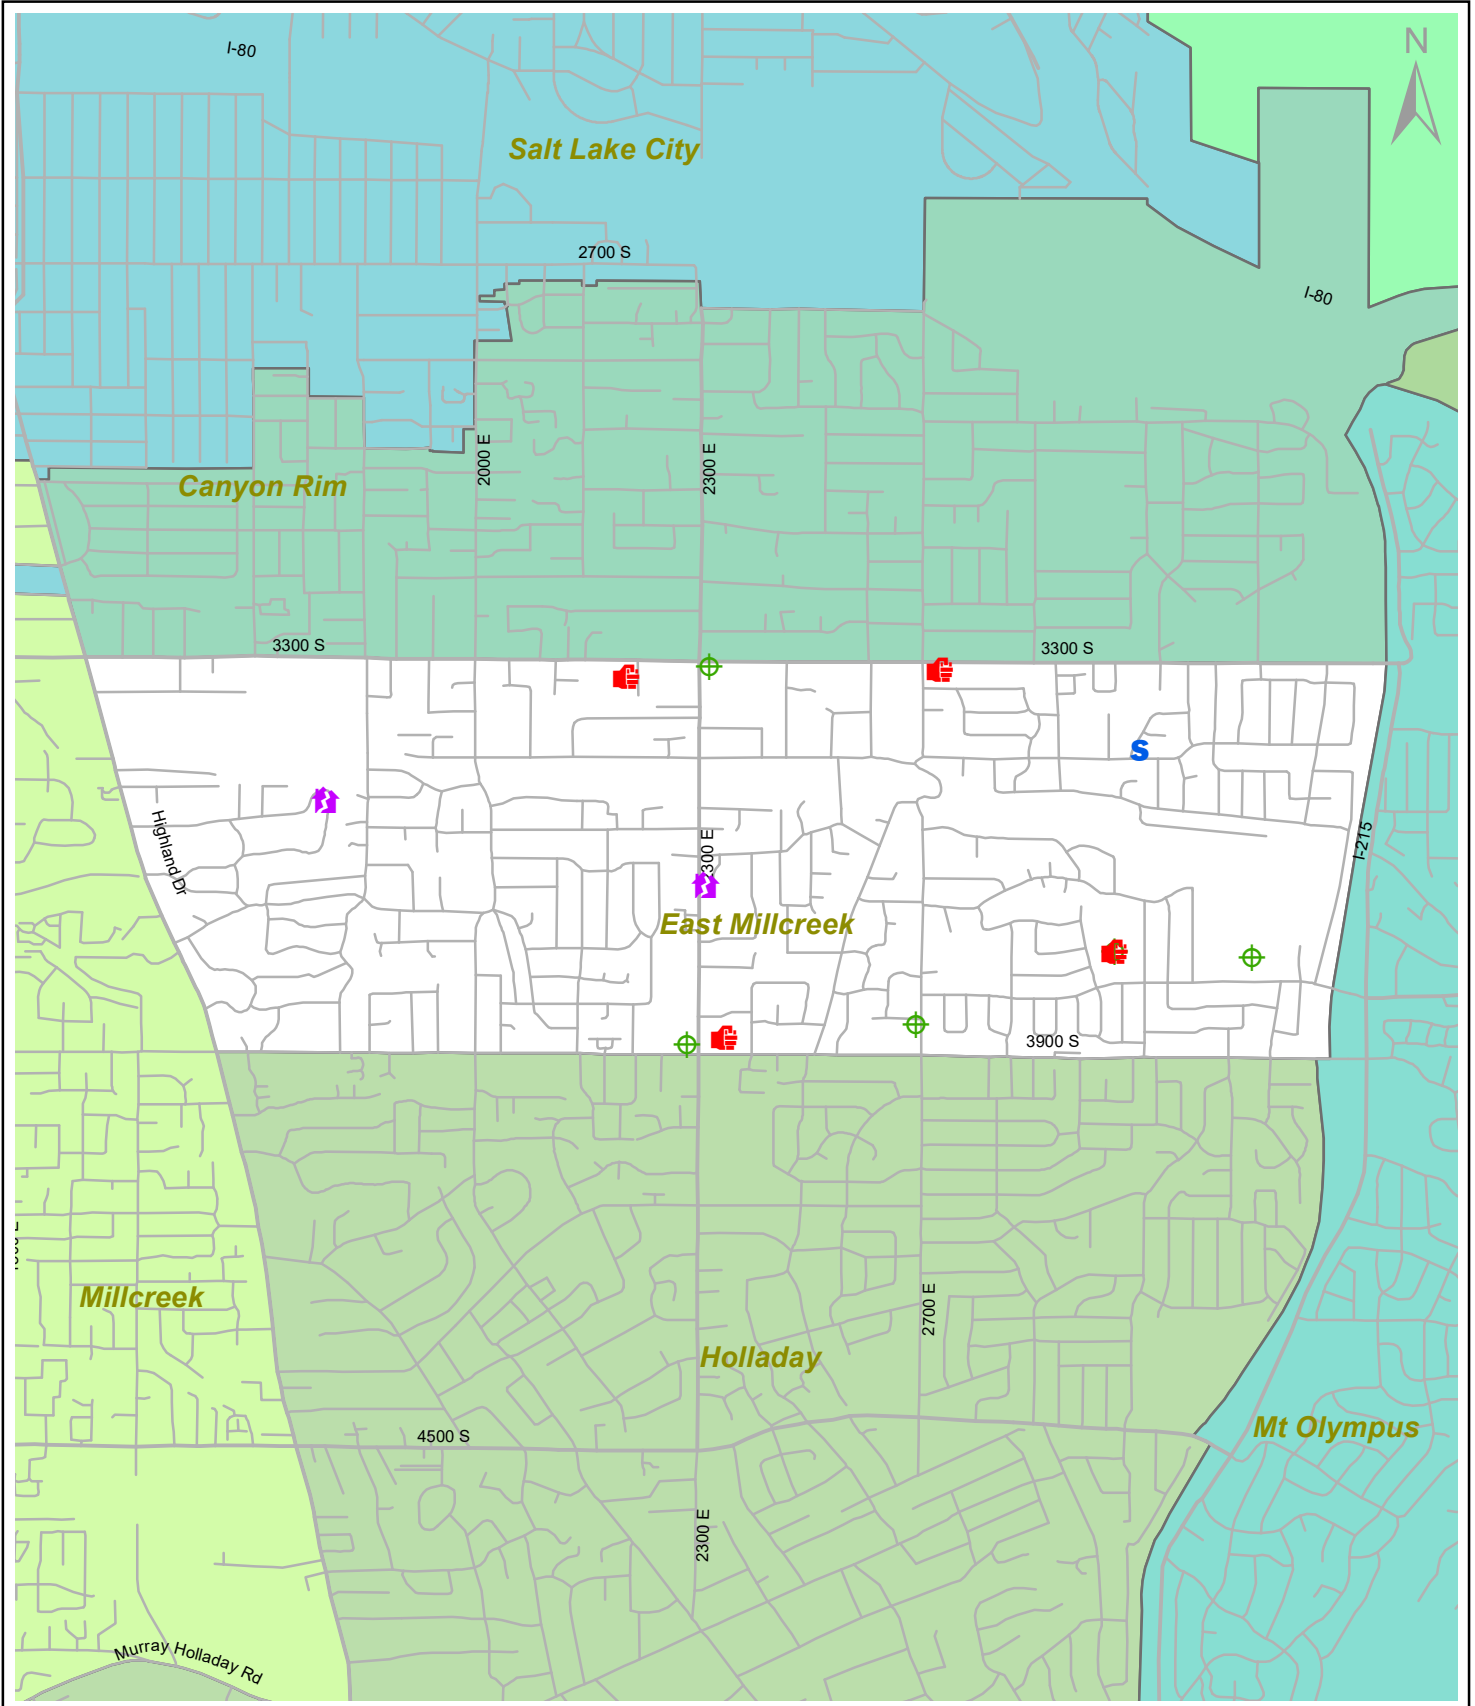 I-80
N
Salt Lake City
2700 S
I-80
2000 E
2300 E
Canyon Rim
3300 S
3300 S
S
Highland Dr
2300 E
I-215
East Millcreek
3900 S
Millcreek
2700 E
Holladay
Mt Olympus
4500 S
2300 E
Murray Holladay Rd